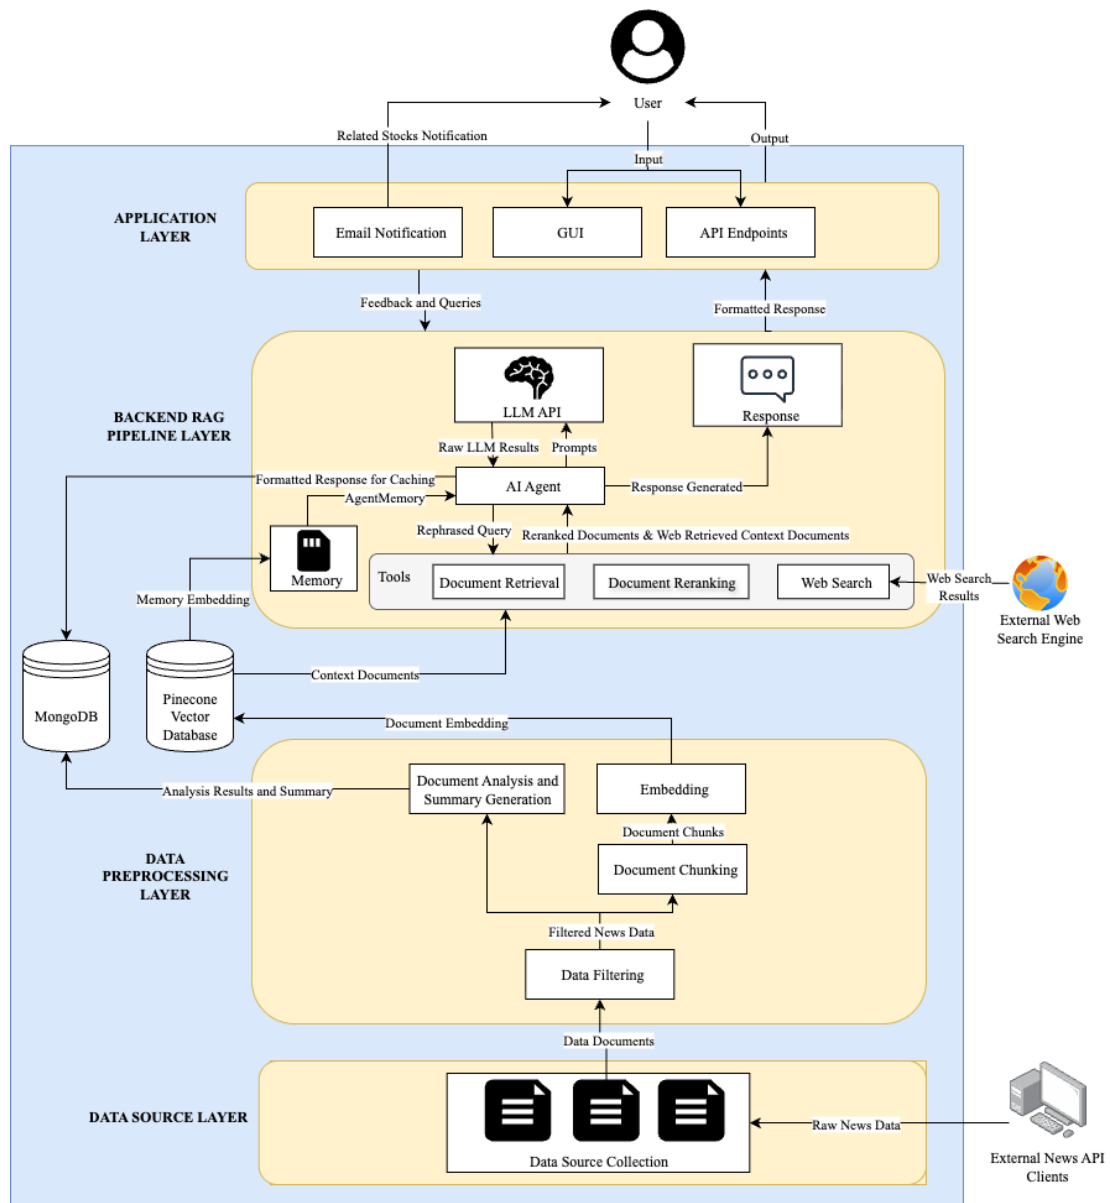 User
Related Stocks Notification
Output
Input
APPLICATION
LAYER
Email Notification
GUI
API Endpoints
Feedback and Queries
Formatted Response
LLM API
Response
BACKEND RAG
PIPELINE LAYER
Raw LLM Results
Prompts
Formatted Response for Caching
AI Agent
Response Generated
AgentMemory
Rephrased Query
Reranked Documents & Web Retrieved Context Documents
Memory
Tools
Document Retrieval
Document Reranking
Web Search
Web Search
Results
Memory Embedding
External Web
Search Engine
Context Documents
MongoDB
Pinecone
Vector
Database
Document Embedding
Document Analysis and
Summary Generation
Embedding
Analysis Results and Summary
Document Chunks
DATA
PREPROCESSING
LAYER
Document Chunking
Filtered News Data
Data Filtering
Data Documents
DATA SOURCE LAYER
Raw News Data
Data Source Collection
External News API
Clients